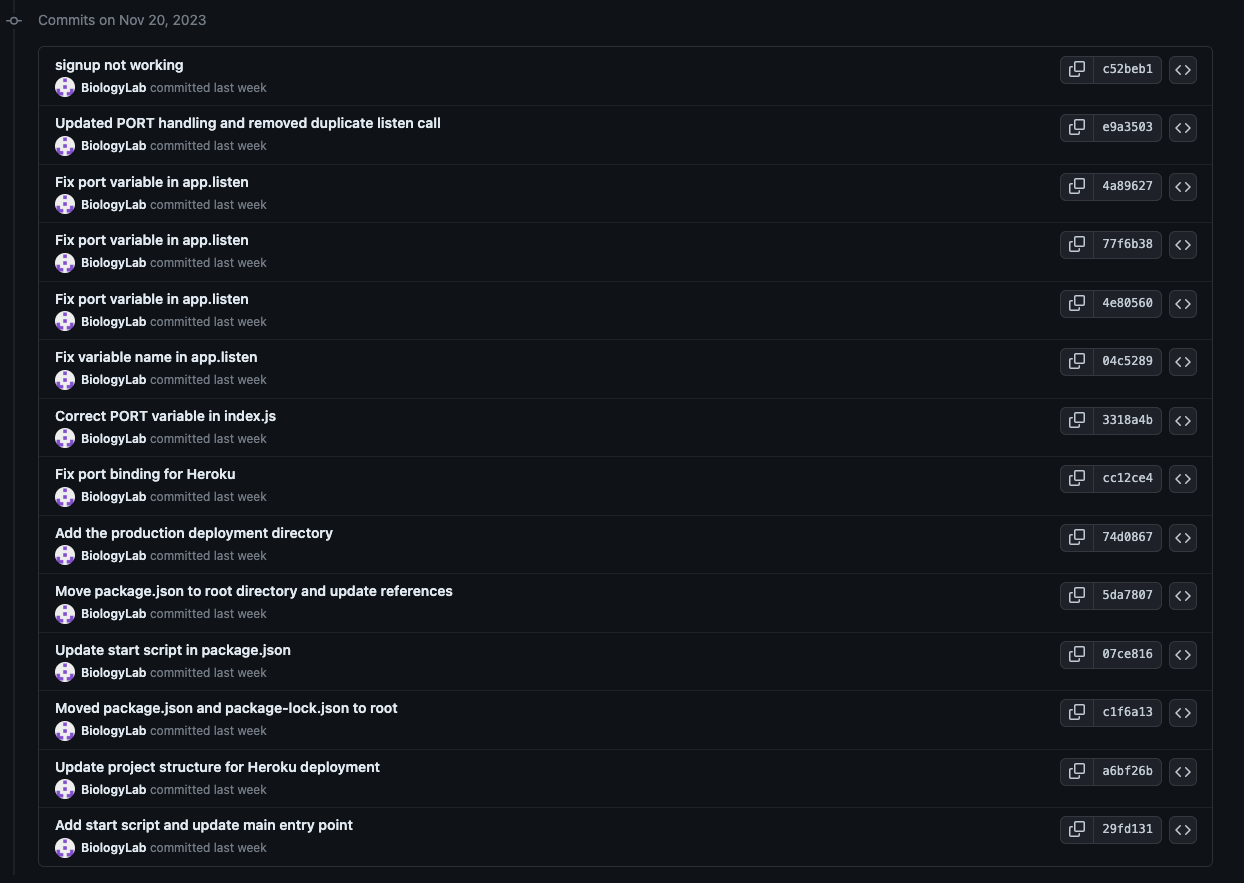 Commits on Nov 20, 2023
signup not working
c52beb1
BiologyLab committed last week
Updated PORT handling and removed duplicate listen call
e9a3503
BiologyLab committed last week
Fix port variable in app.listen
4a89627
BiologyLab committed last week
Fix port variable in app.listen
77f6b38
BiologyLab committed last week
Fix port variable in app.listen
4e80560
BiologyLab committed last week
Fix variable name in app.listen
04c5289
BiologyLab committed last week
Correct PORT variable in index.js
3318a4b
BiologyLab committed last week
Fix port binding for Heroku
cc12ce4
BiologyLab committed last week
Add the production deployment directory
74d0867
BiologyLab committed last week
Move package.json to root directory and update references
5da7807
BiologyLab committed last week
Update start script in package.json
07ce816
BiologyLab committed last week
Moved package.json and package-lock.json to root
c1f6a13
BiologyLab committed last week
Update project structure for Heroku deployment
a6bf26b
BiologyLab committed last week
Add start script and update main entry point
29fd131
BiologyLab committed last week